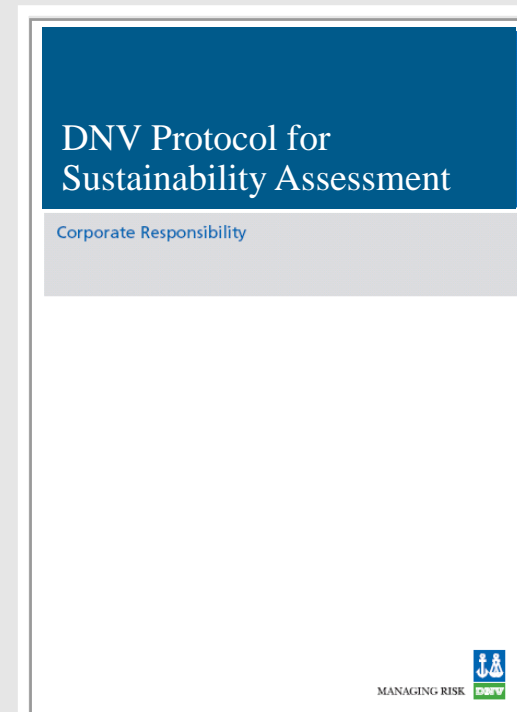 DNV Protocol for
Sustainability Assessment
Corporate Responsibility
MANAGING RISK
DNV